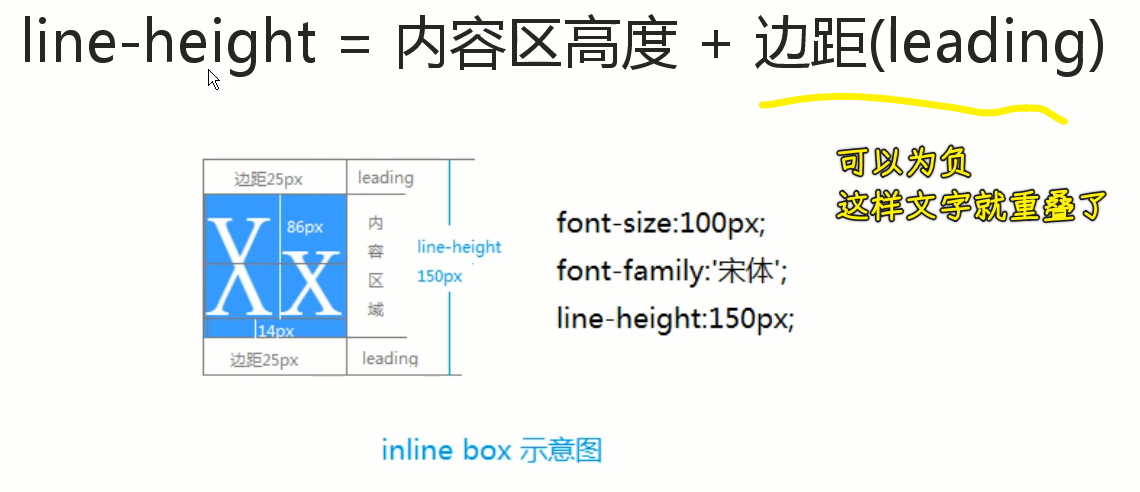 line-height = 内容区高度 + 边距(leading)
可以为负
这样文字就重叠了
边距25px
leading
X
x
86px
内
容
区
域
line-height
150px
14px
边距25px
leading
font-size:100px;
font-family:'宋体';
line-height:150px;
inline box 示意图